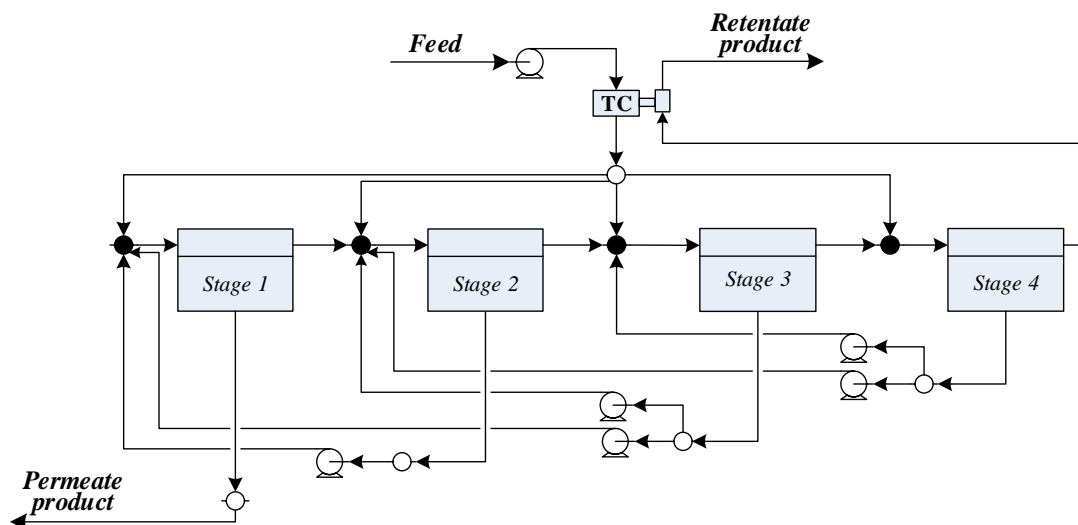 Feed
Retentate
product
TC
Stage 1
Stage 2
Stage 3
Stage 4
Permeate
product